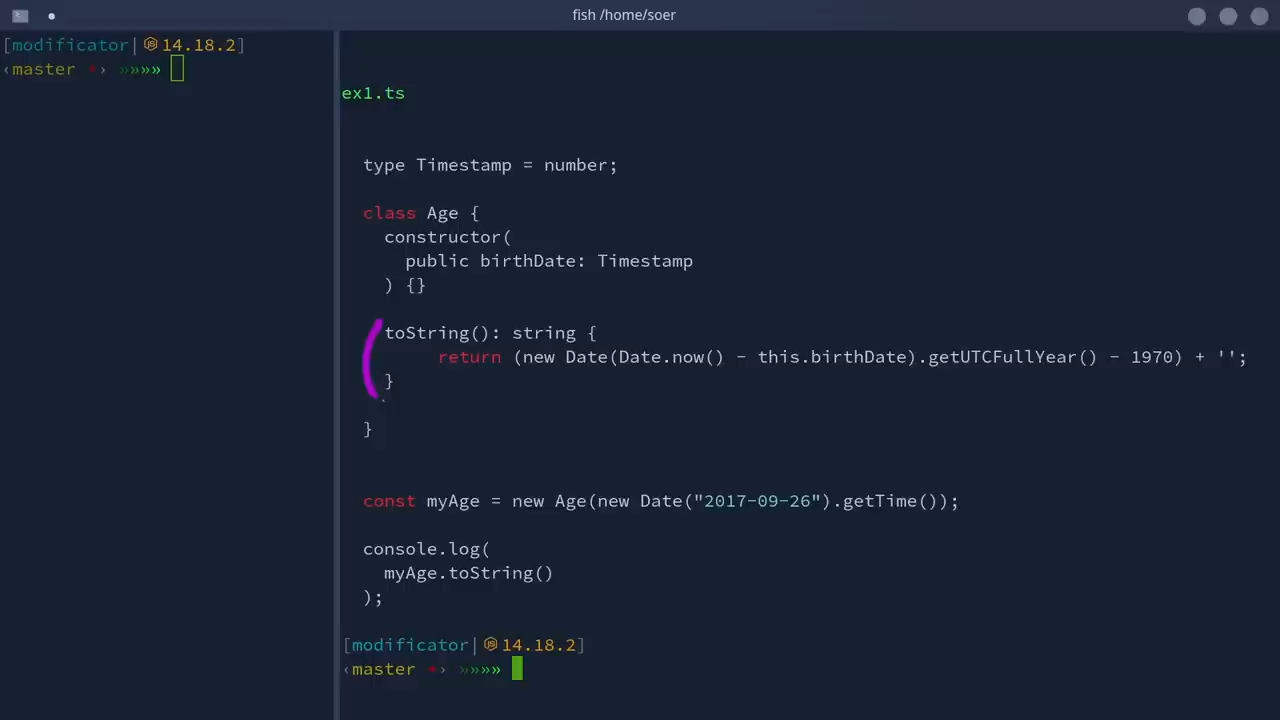 fish /home/soer
[modificator| 14.18.2]
‹master •› »»»»
ex1.ts
type Timestamp = number;
class Age {
constructor(
public birthDate: Timestamp
) {}
toString(): string {
return (new Date(Date.now() - this.birthDate).getUTCFullYear() - 1970) + '';
}
}
const myAge = new Age(new Date("2017-09-26").getTime());
console.log(
myAge.toString()
);
[modificator| 14.18.2]
‹master •› »»»»